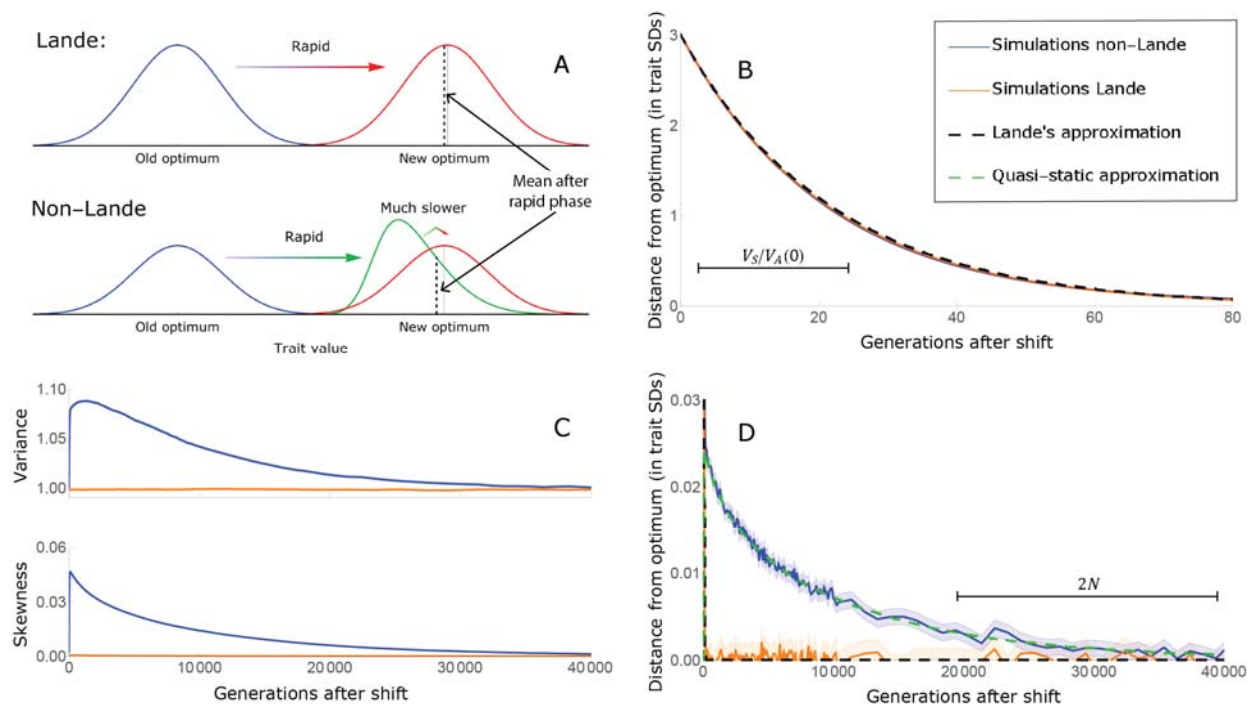 Lande:
Rapid
A
Old optimum
New optimum
Mean after
rapid phase
Non–Lande
Much slower
Rapid
Old optimum
New optimum
Trait value
B
Distance from optimum (in trait SDs)
3
2
1
0
V_S/V_A(0)
0
20
40
60
80
Generations after shift
Simulations non–Lande
Simulations Lande
Lande's approximation
Quasi–static approximation
C
Variance
1.10
1.05
1.00
Skewness
0.06
0.03
0.00
0
10000
20000
30000
40000
Generations after shift
D
Distance from optimum (in trait SDs)
0.03
0.02
0.01
0.00
2N
0
10000
20000
30000
40000
Generations after shift